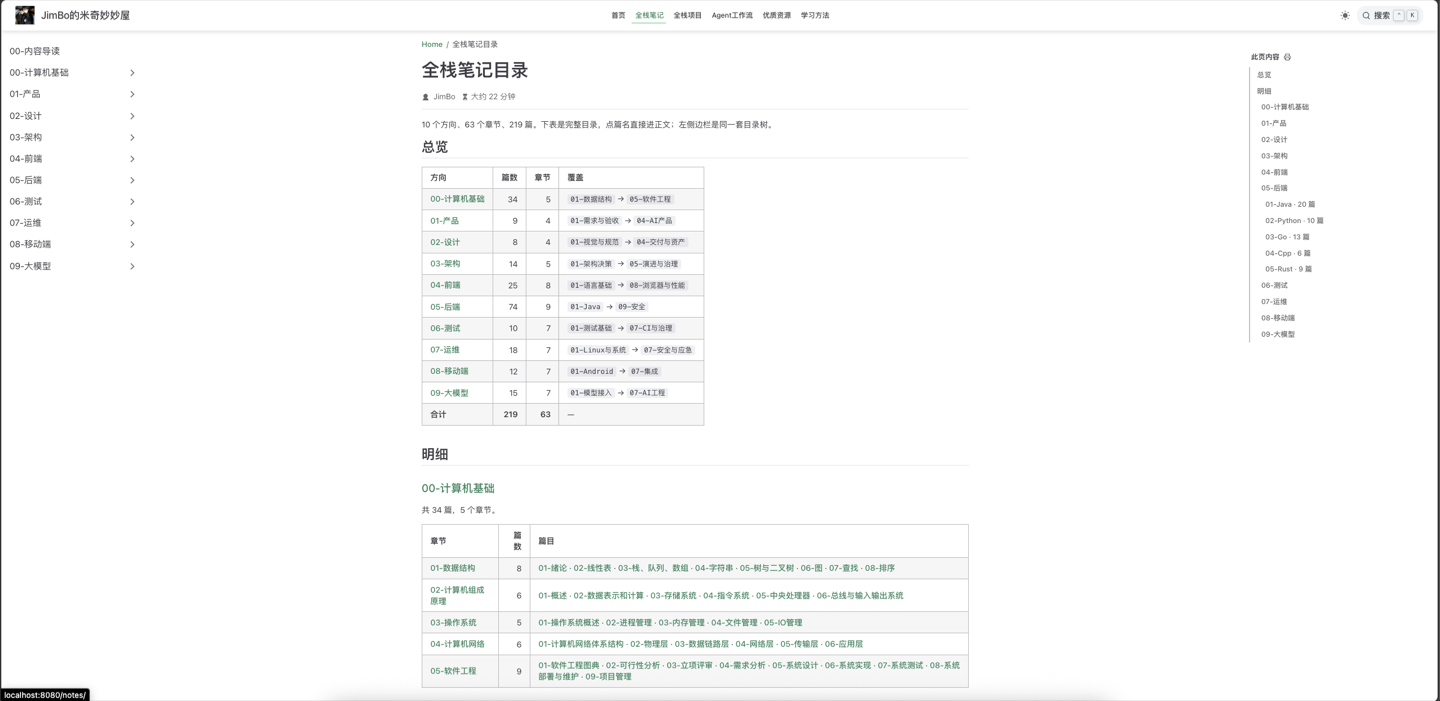 JimBo的米奇妙妙屋
首页 全栈笔记 全栈项目 Agent工作流 优质资源 学习方法
搜索 ⌃ K
00-内容导读
00-计算机基础
01-产品
02-设计
03-架构
04-前端
05-后端
06-测试
07-运维
08-移动端
09-大模型
Home / 全栈笔记目录
全栈笔记目录
JimBo 大约 22 分钟
10 个方向、63 个章节、219 篇。下表是完整目录，点篇名直接进正文；左侧边栏是同一套目录树。
总览
方向 篇数 章节 覆盖
00-计算机基础 34 5 01-数据结构 → 05-软件工程
01-产品 9 4 01-需求与验收 → 04-AI产品
02-设计 8 4 01-视觉与规范 → 04-交付与资产
03-架构 14 5 01-架构决策 → 05-演进与治理
04-前端 25 8 01-语言基础 → 08-浏览器与性能
05-后端 74 9 01-Java → 09-安全
06-测试 10 7 01-测试基础 → 07-CI与治理
07-运维 18 7 01-Linux与系统 → 07-安全与应急
08-移动端 12 7 01-Android → 07-集成
09-大模型 15 7 01-模型接入 → 07-AI工程
合计 219 63 —
明细
00-计算机基础
共 34 篇，5 个章节。
章节 篇数 篇目
01-数据结构 8 01-绪论 · 02-线性表 · 03-栈、队列、数组 · 04-字符串 · 05-树与二叉树 · 06-图 · 07-查找 · 08-排序
02-计算机组成原理 6 01-概述 · 02-数据表示和计算 · 03-存储系统 · 04-指令系统 · 05-中央处理器 · 06-总线与输入输出系统
03-操作系统 5 01-操作系统概述 · 02-进程管理 · 03-内存管理 · 04-文件管理 · 05-IO管理
04-计算机网络 6 01-计算机网络体系结构 · 02-物理层 · 03-数据链路层 · 04-网络层 · 05-传输层 · 06-应用层
05-软件工程 9 01-软件工程图典 · 02-可行性分析 · 03-立项评审 · 04-需求分析 · 05-系统设计 · 06-系统实现 · 07-系统测试 · 08-系统
部署与维护 · 09-项目管理
此页内容
总览
明细
00-计算机基础
01-产品
02-设计
03-架构
04-前端
05-后端
01-Java · 20 篇
02-Python · 10 篇
03-Go · 13 篇
04-Cpp · 6 篇
05-Rust · 9 篇
06-测试
07-运维
08-移动端
09-大模型
localhost:8080/notes/